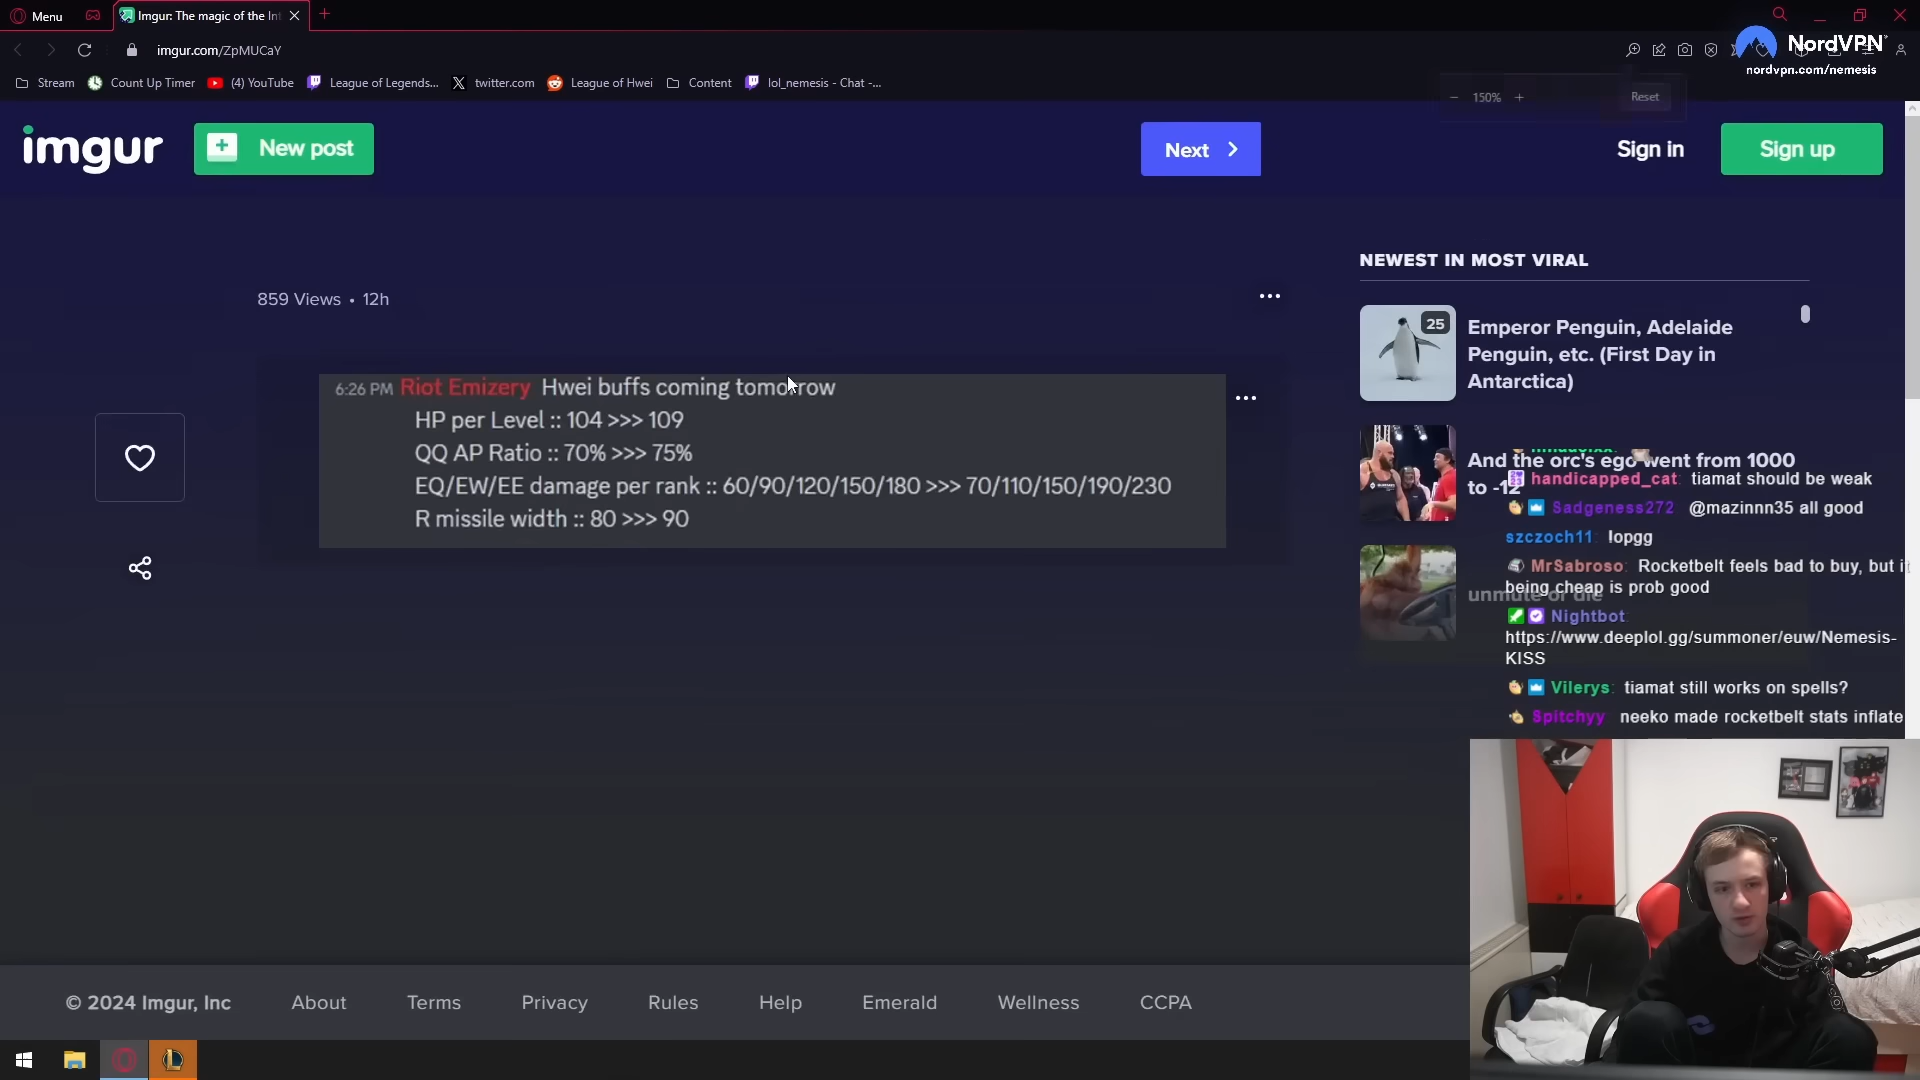 Menu
Imgur: The magic of the Int
imgur.com/ZpMUCaY
NordVPN
nordvpn.com/nemesis
Stream
Count Up Timer
(4) YouTube
League of Legends...
twitter.com
League of Hwei
Content
lol_nemesis - Chat -...
150%
Reset
imgur
New post
Next
Sign in
Sign up
859 Views • 12h
NEWEST IN MOST VIRAL
25
Emperor Penguin, Adelaide
Penguin, etc. (First Day in
Antarctica)
6:26 PM Riot Emizery Hwei buffs coming tomorrow
HP per Level :: 104 >>> 109
QQ AP Ratio :: 70% >>> 75%
EQ/EW/EE damage per rank :: 60/90/120/150/180 >>> 70/110/150/190/230
R missile width :: 80 >>> 90
And the orc's ego went from 1000
to -12
handicapped_cat: tiamat should be weak
Sadgeness272 @mazinnn35 all good
szczoch11: !opgg
MrSabroso: Rocketbelt feels bad to buy, but it
being cheap is prob good
unmute or die
Nightbot:
https://www.deeplol.gg/summoner/euw/Nemesis-
KISS
Vilerys: tiamat still works on spells?
Spitchyy neeko made rocketbelt stats inflate
© 2024 Imgur, Inc
About
Terms
Privacy
Rules
Help
Emerald
Wellness
CCPA